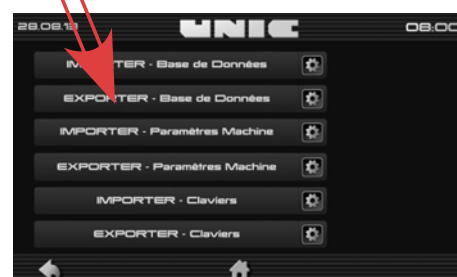 28.08.13 UNIC 08:00
IMPORTER - Base de Données
EXPORTER - Base de Données
IMPORTER - Paramètres Machine
EXPORTER - Paramètres Machine
IMPORTER - Claviers
EXPORTER - Claviers